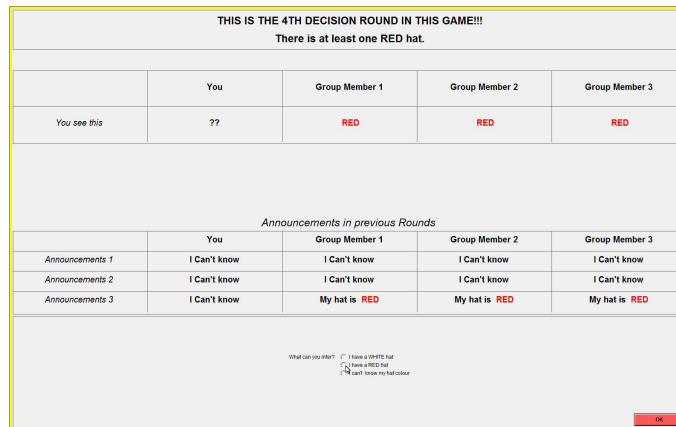 THIS IS THE 4TH DECISION ROUND IN THIS GAME!!!
There is at least one RED hat.
You Group Member 1 Group Member 2 Group Member 3
You see this ?? RED RED RED
Announcements in previous Rounds
You Group Member 1 Group Member 2 Group Member 3
Announcements 1 I Can't know I Can't know I Can't know I Can't know
Announcements 2 I Can't know I Can't know I Can't know I Can't know
Announcements 3 I Can't know My hat is RED My hat is RED My hat is RED
What can you infer? I have a WHITE hat
I have a RED hat
I can't know my hat colour
OK